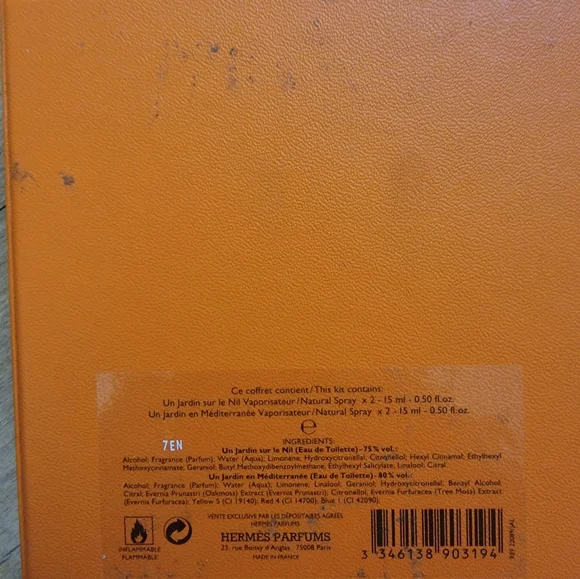 Ce coffret contient/This kit contains:
Un Jardin sur le Nil Vaporisateur/Natural Spray x 2 - 15 ml - 0.50 fl.oz.
Un Jardin en Méditerranée Vaporisateur/Natural Spray x 2 - 15 ml - 0.50 fl.oz.
℮
7EN
INGREDIENTS:
Un Jardin sur le Nil (Eau de Toilette) - 75% vol.:
Alcohol; Fragrance (Parfum); Water (Aqua); Limonene; Hydroxycitronellal; Citronellol; Hexyl Cinnamal; Ethylhexyl
Methoxycinnamate; Geraniol; Butyl Methoxydibenzoylmethane; Ethylhexyl Salicylate; Linalool; Citral.
Un Jardin en Méditerranée (Eau de Toilette) - 80% vol.:
Alcohol; Fragrance (Parfum); Water (Aqua); Limonene; Linalool; Geraniol; Hydroxycitronellal; Benzyl Alcohol;
Citral; Evernia Prunastri (Oakmoss) Extract (Evernia Prunastri); Citronellol; Evernia Furfuracea (Tree Moss) Extract
(Evernia Furfuracea); Yellow 5 (CI 19140); Red 4 (CI 14700); Blue 1 (CI 42090).
VENTE EXCLUSIVE PAR LES DÉPOSITAIRES AGRÉÉS
HERMÈS PARFUMS
HERMÈS PARFUMS
23, rue Boissy d'Anglas 75008 Paris
MADE IN FRANCE
INFLAMMABLE
FLAMMABLE
3 346138 903194